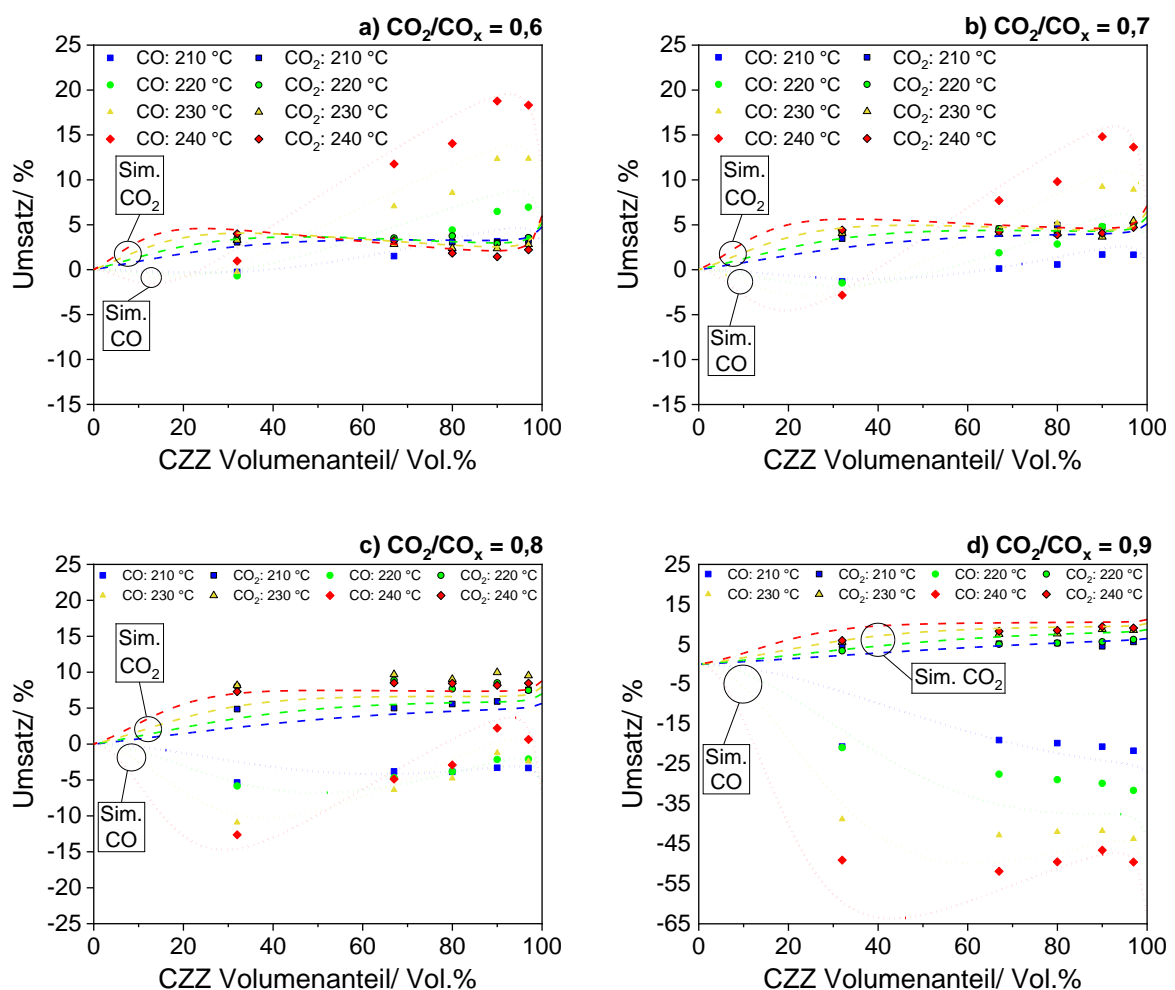 a) CO₂/COₓ = 0,6
25
20
15
10
5
0
-5
-10
-15
Umsatz/ %
CO: 210 °C CO₂: 210 °C
CO: 220 °C CO₂: 220 °C
CO: 230 °C CO₂: 230 °C
CO: 240 °C CO₂: 240 °C
Sim.
CO₂
Sim.
CO
0 20 40 60 80 100
CZZ Volumenanteil/ Vol.%
b) CO₂/COₓ = 0,7
25
20
15
10
5
0
-5
-10
-15
Umsatz/ %
CO: 210 °C CO₂: 210 °C
CO: 220 °C CO₂: 220 °C
CO: 230 °C CO₂: 230 °C
CO: 240 °C CO₂: 240 °C
Sim.
CO₂
Sim.
CO
0 20 40 60 80 100
CZZ Volumenanteil/ Vol.%
c) CO₂/COₓ = 0,8
25
20
15
10
5
0
-5
-10
-15
-20
-25
Umsatz/ %
CO: 210 °C CO₂: 210 °C CO: 220 °C CO₂: 220 °C
CO: 230 °C CO₂: 230 °C CO: 240 °C CO₂: 240 °C
Sim.
CO₂
Sim.
CO
0 20 40 60 80 100
CZZ Volumenanteil/ Vol.%
d) CO₂/COₓ = 0,9
25
15
5
-5
-15
-25
-35
-45
-55
-65
Umsatz/ %
CO: 210 °C CO₂: 210 °C CO: 220 °C CO₂: 220 °C
CO: 230 °C CO₂: 230 °C CO: 240 °C CO₂: 240 °C
Sim. CO₂
Sim.
CO
0 20 40 60 80 100
CZZ Volumenanteil/ Vol.%